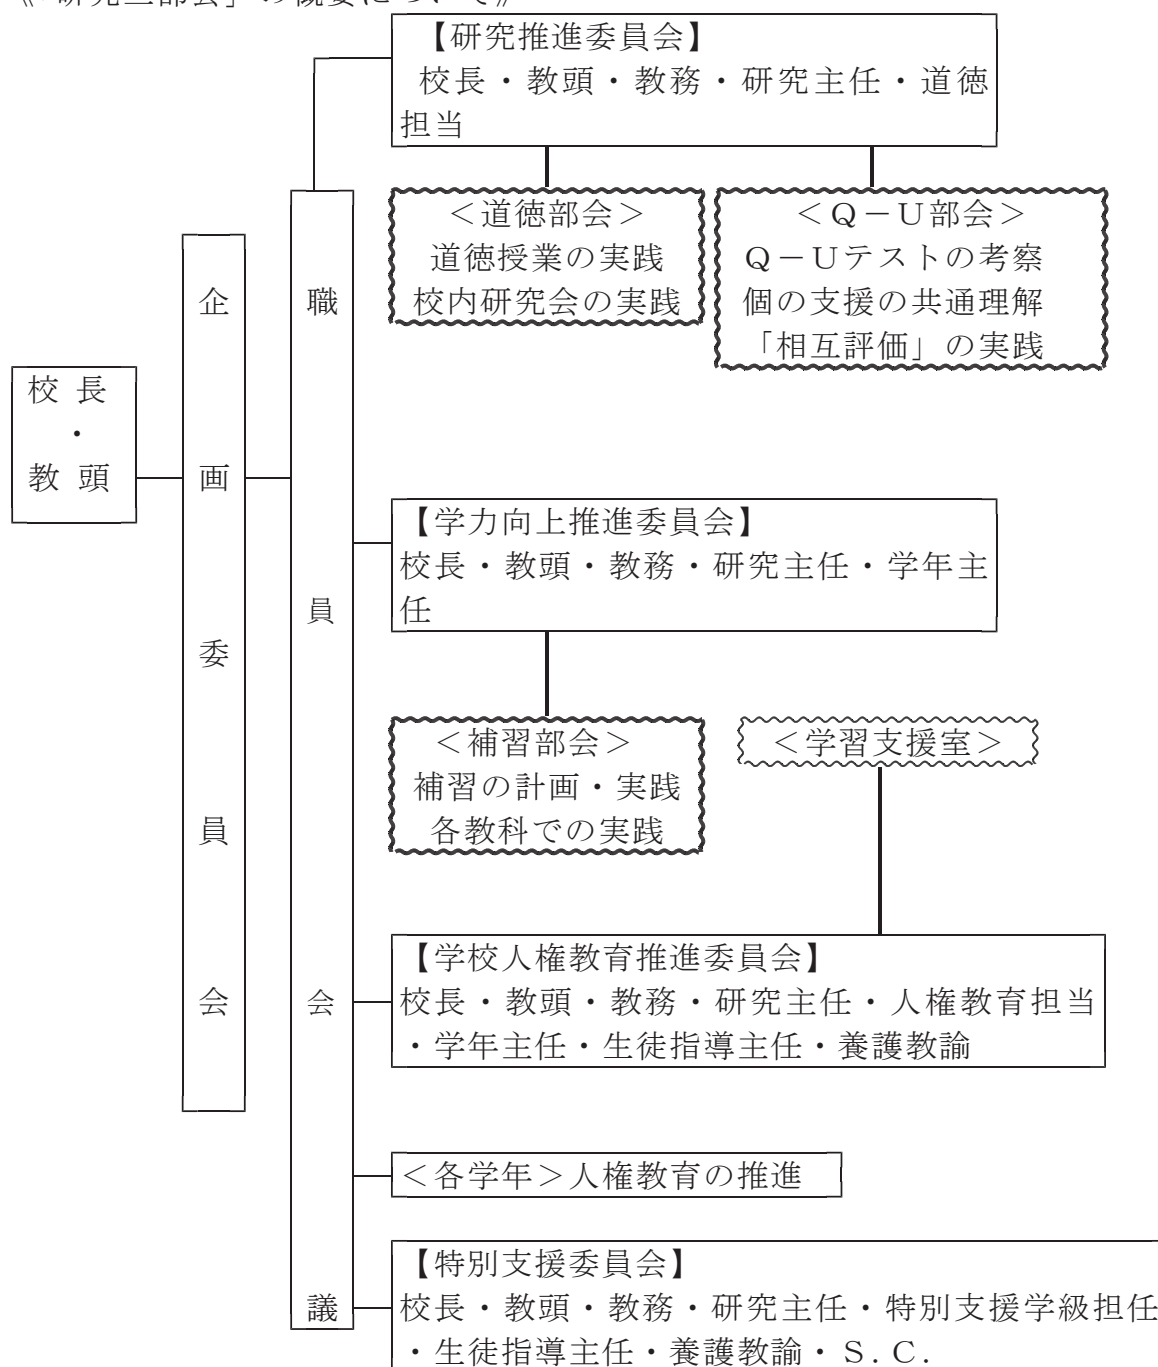 【研究推進委員会】
校長・教頭・教務・研究主任・道徳
担当
＜道徳部会＞
道徳授業の実践
校内研究会の実践
＜Ｑ－Ｕ部会＞
Ｑ－Ｕテストの考察
個の支援の共通理解
「相互評価」の実践
校長
・
教頭
企画委員会
職員会議
【学力向上推進委員会】
校長・教頭・教務・研究主任・学年主
任
＜補習部会＞
補習の計画・実践
各教科での実践
＜学習支援室＞
【学校人権教育推進委員会】
校長・教頭・教務・研究主任・人権教育担当
・学年主任・生徒指導主任・養護教諭
＜各学年＞人権教育の推進
【特別支援委員会】
校長・教頭・教務・研究主任・特別支援学級担任
・生徒指導主任・養護教諭・Ｓ.Ｃ.